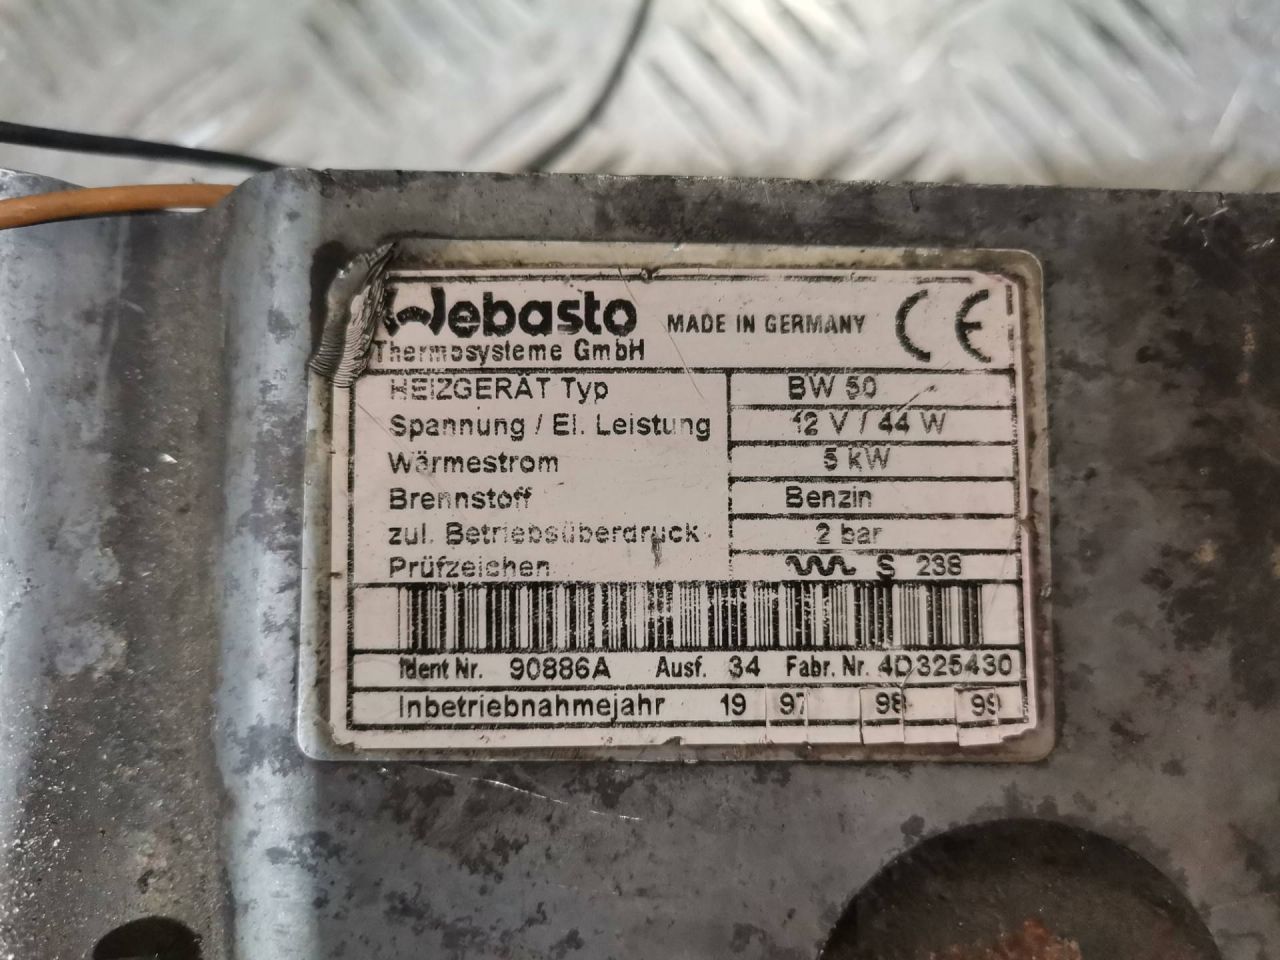 Webasto MADE IN GERMANY CE
Thermosysteme GmbH
HEIZGERÄT Typ BW 50
Spannung / El. Leistung 12 V / 44 W
Wärmestrom 5 kW
Brennstoff Benzin
zul. Betriebsüberdruck 2 bar
Prüfzeichen S 238
Ident Nr. 90886A Ausf. 34 Fabr. Nr. 4D325430
Inbetriebnahmejahr 19 97 98 99